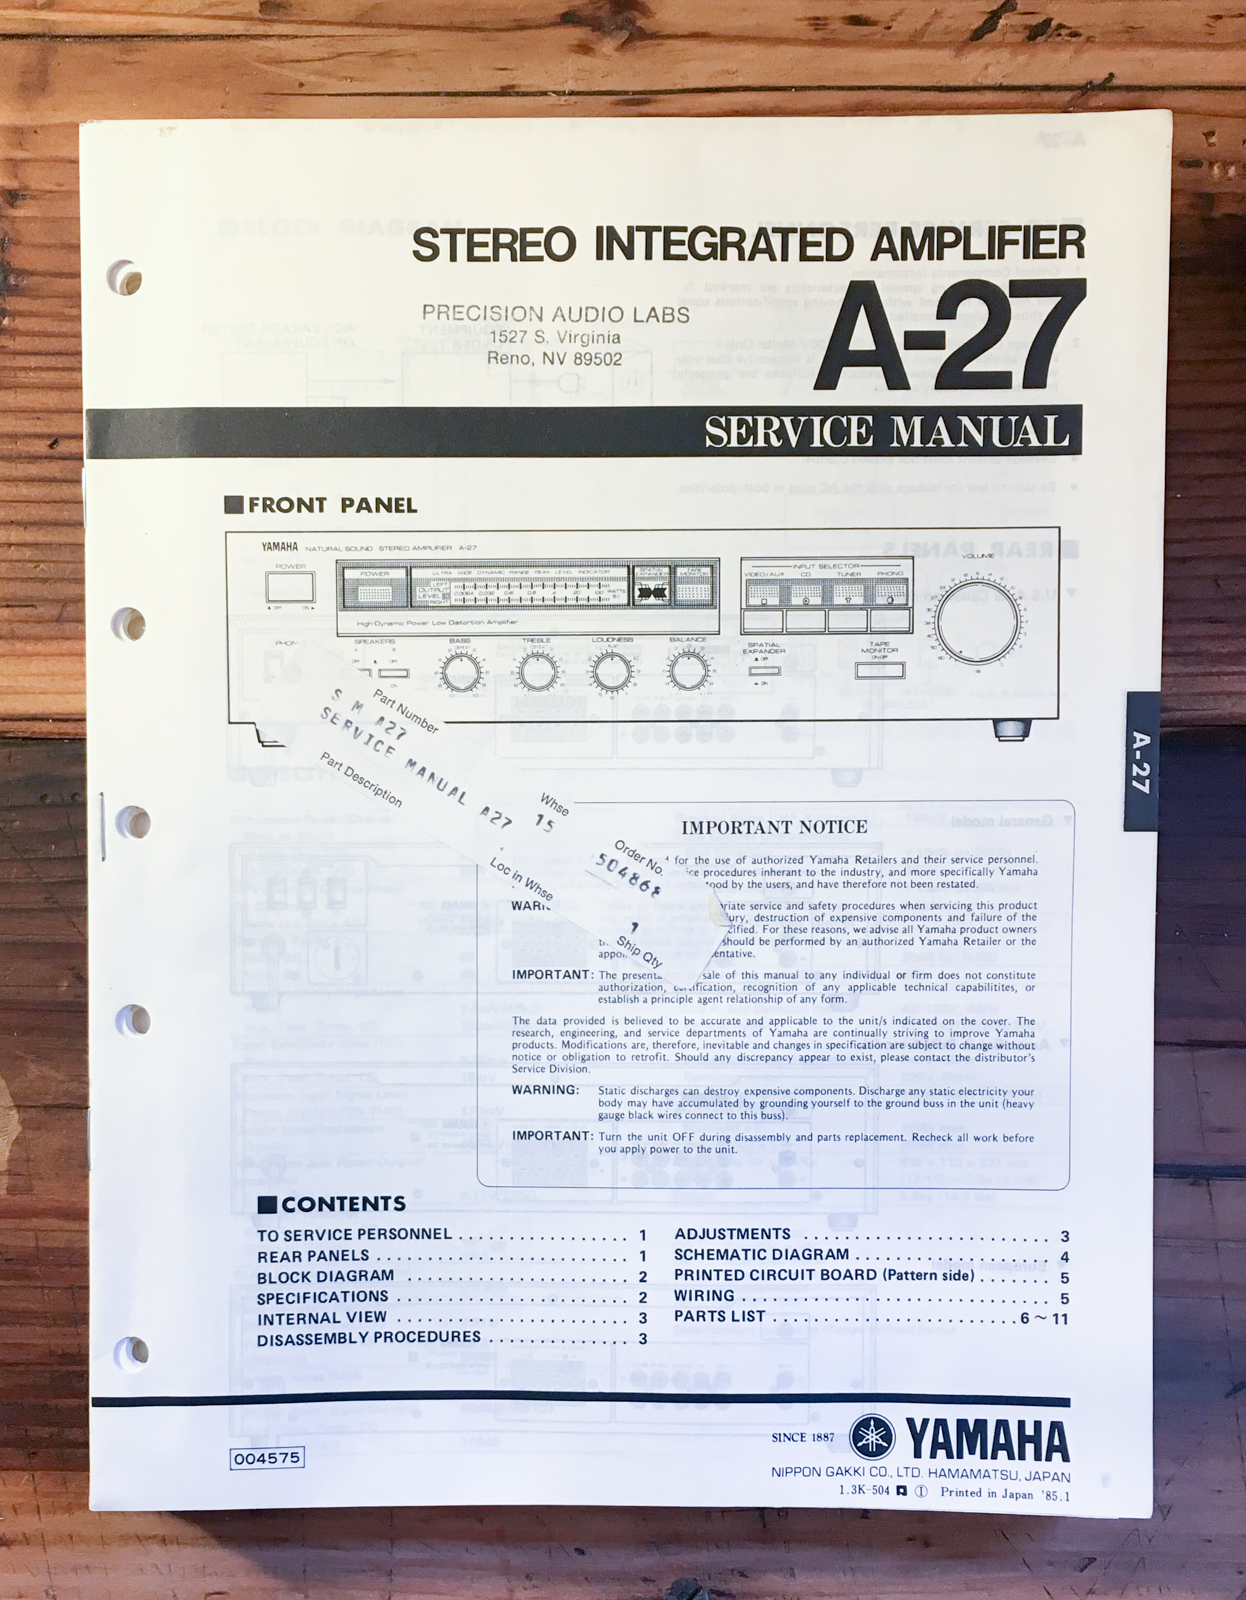 STEREO INTEGRATED AMPLIFIER
A-27
PRECISION AUDIO LABS
1527 S. Virginia
Reno, NV 89502
SERVICE MANUAL
FRONT PANEL
YAMAHA NATURAL SOUND STEREO AMPLIFIER A-27
POWER
POWER
ULTRA WIDE DYNAMIC RANGE PEAK LEVEL INDICATOR
LEFT
OUTPUT
LEVEL
RIGHT
WATTS
SPATIAL EXPANDER
TAPE MONITOR
High Dynamic Power Low Distortion Amplifier
INPUT SELECTOR
VIDEO/AUX CD TUNER PHONO
VOLUME
SPEAKERS
BASS
TREBLE
LOUDNESS
BALANCE
SPATIAL EXPANDER
TAPE MONITOR
Part Number
S M A27
SERVICE MANUAL A27
Part Description
Whse
15
Order No.
Loc in Whse
1
Ship Qty
A-27
IMPORTANT NOTICE
for the use of authorized Yamaha Retailers and their service personnel.
procedures inherant to the industry, and more specifically Yamaha
by the users, and have therefore not been restated.
service and safety procedures when servicing this product
destruction of expensive components and failure of the
For these reasons, we advise all Yamaha product owners
should be performed by an authorized Yamaha Retailer or the
IMPORTANT: The sale of this manual to any individual or firm does not constitute
authorization, recognition of any applicable technical capabilitites, or
establish a principle agent relationship of any form.
The data provided is believed to be accurate and applicable to the unit/s indicated on the cover. The
research, engineering, and service departments of Yamaha are continually striving to improve Yamaha
products. Modifications are, therefore, inevitable and changes in specification are subject to change without
notice or obligation to retrofit. Should any discrepancy appear to exist, please contact the distributor's
Service Division.
WARNING: Static discharges can destroy expensive components. Discharge any static electricity your
body may have accumulated by grounding yourself to the ground buss in the unit (heavy
gauge black wires connect to this buss).
IMPORTANT: Turn the unit OFF during disassembly and parts replacement. Recheck all work before
you apply power to the unit.
CONTENTS
TO SERVICE PERSONNEL 1
REAR PANELS 1
BLOCK DIAGRAM 2
SPECIFICATIONS 2
INTERNAL VIEW 3
DISASSEMBLY PROCEDURES 3
ADJUSTMENTS 3
SCHEMATIC DIAGRAM 4
PRINTED CIRCUIT BOARD (Pattern side) 5
WIRING 5
PARTS LIST 6 ~ 11
004575
SINCE 1887 YAMAHA
NIPPON GAKKI CO., LTD. HAMAMATSU, JAPAN
1.3K-504 Printed in Japan '85.1